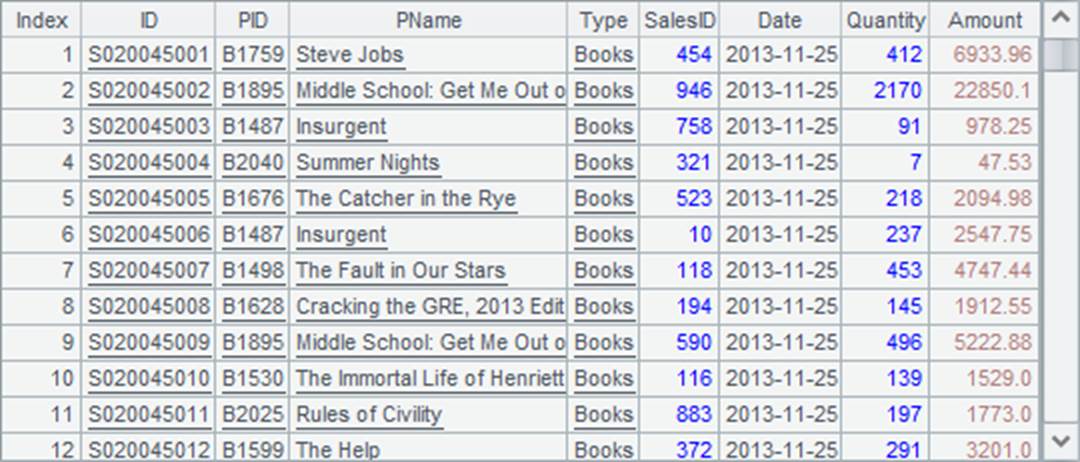 Index ID PID PName Type SalesID Date Quantity Amount
1 S020045001 B1759 Steve Jobs Books 454 2013-11-25 412 6933.96
2 S020045002 B1895 Middle School: Get Me Out o Books 946 2013-11-25 2170 22850.1
3 S020045003 B1487 Insurgent Books 758 2013-11-25 91 978.25
4 S020045004 B2040 Summer Nights Books 321 2013-11-25 7 47.53
5 S020045005 B1676 The Catcher in the Rye Books 523 2013-11-25 218 2094.98
6 S020045006 B1487 Insurgent Books 10 2013-11-25 237 2547.75
7 S020045007 B1498 The Fault in Our Stars Books 118 2013-11-25 453 4747.44
8 S020045008 B1628 Cracking the GRE, 2013 Edit Books 194 2013-11-25 145 1912.55
9 S020045009 B1895 Middle School: Get Me Out o Books 590 2013-11-25 496 5222.88
10 S020045010 B1530 The Immortal Life of Henriett Books 116 2013-11-25 139 1529.0
11 S020045011 B2025 Rules of Civility Books 883 2013-11-25 197 1773.0
12 S020045012 B1599 The Help Books 372 2013-11-25 291 3201.0